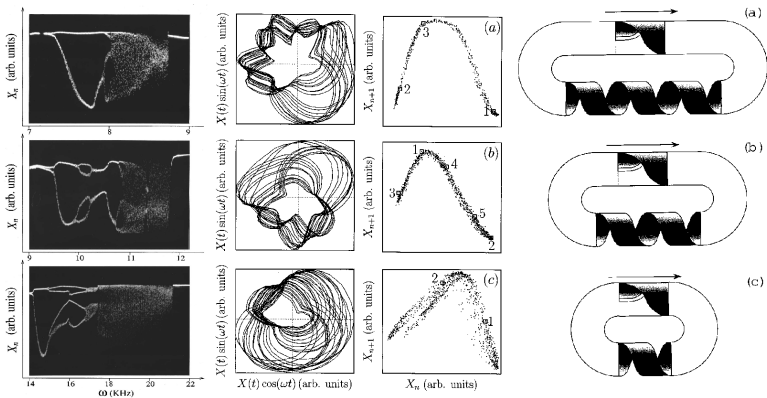 X_n (arb. units)
7 8 9
X(t) sin(ωt) (arb. units)
X_{n+1} (arb. units)
(a)
3
2
1
(a)
X_n (arb. units)
9 10 11 12
X(t) sin(ωt) (arb. units)
X_{n+1} (arb. units)
(b)
1
4
3
5
2
(b)
X_n (arb. units)
14 16 18 20 22
ω (KHz)
X(t) sin(ωt) (arb. units)
X(t) cos(ωt) (arb. units)
X_{n+1} (arb. units)
(c)
2
1
X_n (arb. units)
(c)